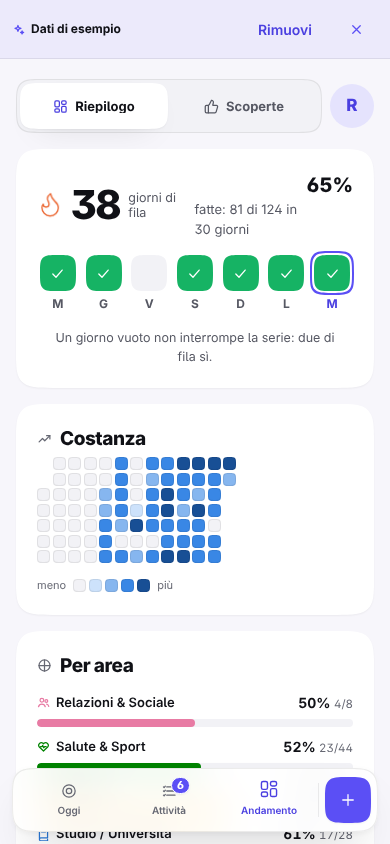 Dati di esempio
Rimuovi
Riepilogo
Scoperte
R
38
giorni di
fila
65%
fatte: 81 di 124 in
30 giorni
M G V S D L M
Un giorno vuoto non interrompe la serie: due di
fila sì.
Costanza
meno
più
Per area
Relazioni & Sociale
50% 4/8
Salute & Sport
52% 23/44
Oggi
6
Attività
Andamento
Studio / Università
61% 17/28